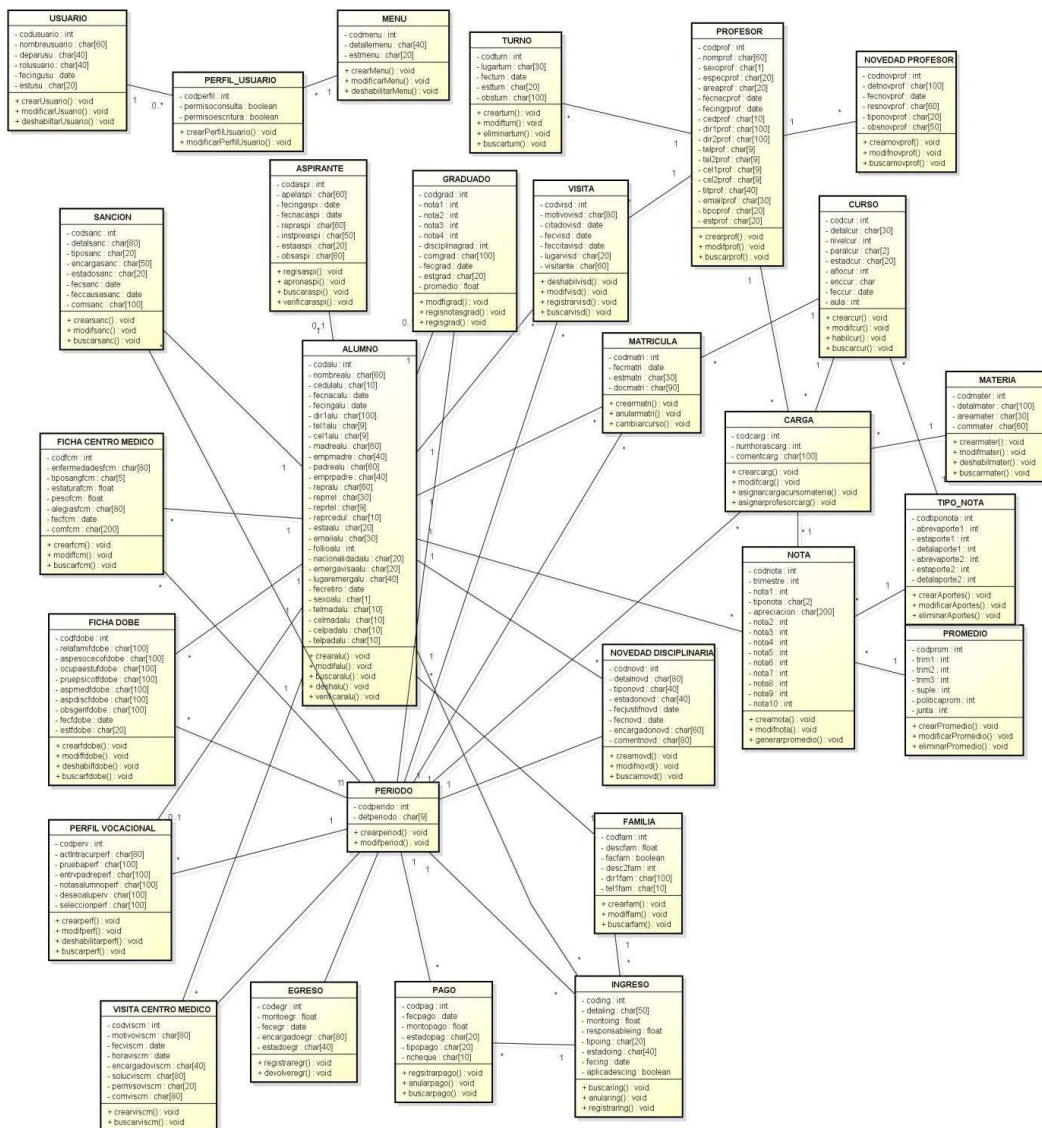 USUARIO
- codusuario : int
- nombreusuario : char[60]
- deparusu : char[40]
- rolusuario : char[40]
- fecingusu : date
- estusu : char[20]
+ crearUsuario() : void
+ modificarUsuario() : void
+ deshabiltarUsuario() : void
1
0..*
PERFIL_USUARIO
- codperfil : int
- permisoconsulta : boolean
- permisoescritura : boolean
+ crearPerfilUsuario() : void
+ modificarPerfilUsuario() : void
*
1
MENU
- codmenu : int
- detallemenu : char[40]
- estmenu : char[20]
+ crearMenu() : void
+ modificarMenu() : void
+ deshabilitarMenu() : void
TURNO
- codturn : int
- lugarturn : char[30]
- fecturn : date
- estturn : char[20]
- obsturn : char[100]
+ crearturn() : void
+ modifturn() : void
+ eliminarturn() : void
+ buscarturn() : void
PROFESOR
- codprof : int
- nomprof : char[60]
- sexoprof : char[1]
- especprof : char[20]
- areaprof : char[20]
- fecnacprof : date
- fecingrprof : date
- cedprof : char[10]
- dir1prof : char[100]
- dir2prof : char[100]
- telprof : char[9]
- tel2prof : char[9]
- cel1prof : char[9]
- cel2prof : char[9]
- titprof : char[40]
- emailprof : char[30]
- tipoprof : char[20]
- estprof : char[20]
+ crearprof() : void
+ modifprof() : void
+ buscarprof() : void
NOVEDAD PROFESOR
- codnovprof : int
- detnovprof : char[100]
- fecnovprof : date
- resnovprof : char[60]
- tiponovprof : char[20]
- obsnovprof : char[50]
+ crearnovprof() : void
+ modifnovprof() : void
+ buscarnovprof() : void
ASPIRANTE
- codaspi : int
- apelaspi : char[60]
- fecingaspi : date
- fecnacaspi : date
- repraspi : char[60]
- instpreaspi : char[50]
- estaaspi : char[20]
- obsaspi : char[60]
+ regisaspi() : void
+ apronaspi() : void
+ buscaraspi() : void
+ verificaraspi() : void
GRADUADO
- codgrad : int
- nota1 : int
- nota2 : int
- nota3 : int
- nota4 : int
- disciplinagrad : int
- comgrad : char[100]
- fecgrad : date
- estgrad : char[20]
- promedio : float
+ modfigrad() : void
+ regisnotasgrad() : void
+ regisgrad() : void
VISITA
- codvisd : int
- motivovisd : char[80]
- citadovisd : date
- fecvisd : date
- feccitavisd : date
- lugarvisd : char[20]
- visitante : char[60]
+ deshabilvisd() : void
+ modifvisd() : void
+ registrarvisd() : void
+ buscarvisd() : void
CURSO
- codcur : int
- detalcur : char[30]
- nivelcur : int
- paralcur : char[2]
- estadcur : char[20]
- añocur : int
- enccur : char
- feccur : date
- aula : int
+ crearcur() : void
+ modifcur() : void
+ habilcur() : void
+ buscarcur() : void
SANCION
- codsanc : int
- detalsanc : char[80]
- tiposanc : char[20]
- encargasanc : char[50]
- estadosanc : char[20]
- fecsanc : date
- feccausasanc : date
- comsanc : char[100]
+ crearsanc() : void
+ modifsanc() : void
+ buscarsanc() : void
ALUMNO
- codalu : int
- nombrealu : char[60]
- cedulalu : char[10]
- fecnacalu : date
- fecingalu : date
- dir1alu : char[100]
- tel1alu : char[9]
- cel1alu : char[9]
- madrealu : char[60]
- empmadre : char[40]
- padrealu : char[60]
- emprpadre : char[40]
- repralu : char[60]
- reprrel : char[30]
- reprtel : char[9]
- reprcedul : char[10]
- estaalu : char[20]
- emailalu : char[30]
- follioalu : int
- nacionalidadalu : char[20]
- emergavisaalu : char[20]
- lugaremergalu : char[40]
- fecretiro : date
- sexoalu : char[1]
- telmadalu : char[10]
- celmadalu : char[10]
- celpadalu : char[10]
- telpadalu : char[10]
+ crearalu() : void
+ modifalu() : void
+ buscaralu() : void
+ deshalu() : void
+ verificaralu() : void
MATRICULA
- codmatri : int
- fecmatri : date
- estmatri : char[30]
- docmatri : char[90]
+ crearmatri() : void
+ anularmatri() : void
+ cambiarcurso() : void
MATERIA
- codmater : int
- detalmater : char[100]
- areamater : char[30]
- commater : char[60]
+ crearmater() : void
+ modifmater() : void
+ deshabilmater() : void
+ buscarmater() : void
CARGA
- codcarg : int
- numhorascarg : int
- comentcarg : char[100]
+ crearcarg() : void
+ modifcarg() : void
+ asignarcargacursomateria() : void
+ asignarprofesorcarg() : void
FICHA CENTRO MEDICO
- codfcm : int
- enfermedadesfcm : char[80]
- tiposangfcm : char[5]
- estaturafcm : float
- pesofcm : float
- alegiasfcm : char[80]
- fecfcm : date
- comfcm : char[200]
+ crearfcm() : void
+ modiffcm() : void
+ buscarfcm() : void
TIPO_NOTA
- codtiponota : int
- abrevaporte1 : int
- estaporte1 : int
- detalaporte1 : int
- abrevaporte2 : int
- estaporte2 : int
- detalaporte2 : int
+ crearAportes() : void
+ modificarAportes() : void
+ eliminarAportes() : void
NOTA
- codnota : int
- trimestre : int
- nota1 : int
- tiponota : char[2]
- apreciacion : char[200]
- nota2 : int
- nota3 : int
- nota4 : int
- nota5 : int
- nota6 : int
- nota7 : int
- nota8 : int
- nota9 : int
- nota10 : int
+ crearnota() : void
+ modifnota() : void
+ generarpromedio() : void
PROMEDIO
- codprom : int
- trim1 : int
- trim2 : int
- trim3 : int
- suple : int
- politicaprom : int
- junta : int
+ crearPromedio() : void
+ modificarPromedio() : void
+ eliminarPromedio() : void
FICHA DOBE
- codfdobe : int
- relafamifdobe : char[100]
- aspesocecofdobe : char[100]
- ocupaestufdobe : char[100]
- pruepsicotfdobe : char[100]
- aspmedfdobe : char[100]
- aspdiscfdobe : char[100]
- obsgenfdobe : char[100]
- fecfdobe : date
- estfdobe : char[20]
+ crearfdobe() : void
+ modiffdobe() : void
+ deshabilfdobe() : void
+ buscarfdobe() : void
NOVEDAD DISCIPLINARIA
- codnovd : int
- detalnovd : char[80]
- tiponovd : char[40]
- estadonovd : char[40]
- fecjustifnovd : date
- fecnovd : date
- encargadonovd : char[60]
- comentnovd : char[80]
+ crearnovd() : void
+ modifnovd() : void
+ buscarnovd() : void
PERIODO
- codperido : int
- detperiodo : char[9]
+ crearperiod() : void
+ modifperiod() : void
PERFIL VOCACIONAL
- codperv : int
- actIntracurperf : char[80]
- pruebaperf : char[100]
- entrvpadreperf : char[100]
- notasalumnoperf : char[100]
- deseoaluperv : char[100]
- seleccionperf : char[100]
+ crearperf() : void
+ modifperf() : void
+ deshabilitarperf() : void
+ buscarperf() : void
FAMILIA
- codfam : int
- descfam : float
- facfam : boolean
- desc2fam : int
- dir1fam : char[100]
- tel1fam : char[10]
+ crearfam() : void
+ modiffam() : void
+ buscarfam() : void
VISITA CENTRO MEDICO
- codviscm : int
- motivoviscm : char[80]
- fecviscm : date
- horaviscm : date
- encargadoviscm : char[40]
- solucviscm : char[80]
- permisoviscm : char[20]
- comviscm : char[80]
+ crearviscm() : void
+ buscarviscm() : void
EGRESO
- codegr : int
- montoegr : float
- fecegr : date
- encargadoegr : char[80]
- estadoegr : char[40]
+ registraregr() : void
+ devolveregr() : void
PAGO
- codpag : int
- fecpago : date
- montopago : float
- estadopag : char[20]
- tipopago : char[20]
- ncheque : char[10]
+ regsitrarpago() : void
+ anularpago() : void
+ buscarpago() : void
INGRESO
- coding : int
- detaling : char[50]
- montoing : float
- responsableing : float
- tipoing : char[20]
- estadoing : char[40]
- fecing : date
- aplicadescing : boolean
+ buscaring() : void
+ anularing() : void
+ registraring() : void